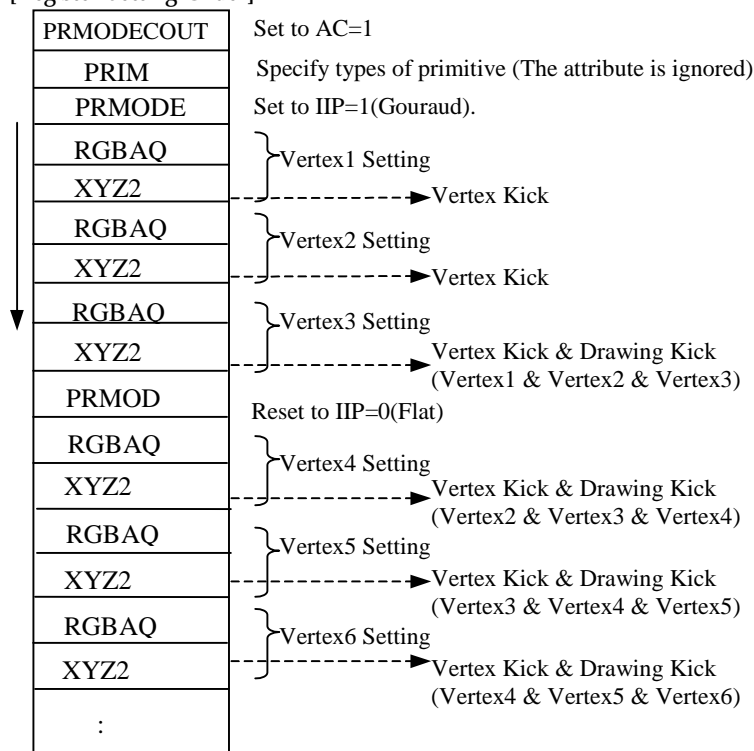 PRMODECOUT Set to AC=1
PRIM Specify types of primitive (The attribute is ignored)
PRMODE Set to IIP=1(Gouraud).
RGBAQ
Vertex1 Setting
XYZ2
Vertex Kick
RGBAQ
Vertex2 Setting
XYZ2
Vertex Kick
RGBAQ
Vertex3 Setting
XYZ2
Vertex Kick & Drawing Kick
(Vertex1 & Vertex2 & Vertex3)
PRMOD
Reset to IIP=0(Flat)
RGBAQ
Vertex4 Setting
XYZ2
Vertex Kick & Drawing Kick
(Vertex2 & Vertex3 & Vertex4)
RGBAQ
Vertex5 Setting
XYZ2
Vertex Kick & Drawing Kick
(Vertex3 & Vertex4 & Vertex5)
RGBAQ
Vertex6 Setting
XYZ2
Vertex Kick & Drawing Kick
(Vertex4 & Vertex5 & Vertex6)
: